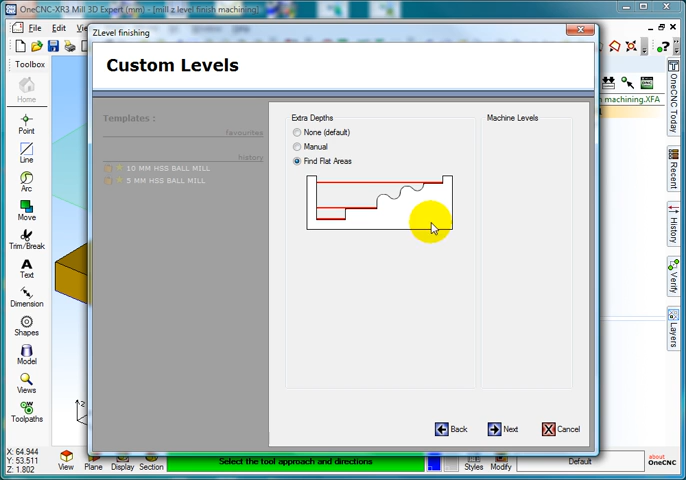 OneCNC-XR3 Mill 3D Expert (mm) - [mill z level finish machining]
File Edit
Toolbox
Home
Point
Line
Arc
Move
Trim/Break
Text
Dimension
Shapes
Model
Views
Toolpaths
ZLevel finishing
Custom Levels
Templates :
favourites
history
10 MM HSS BALL MILL
5 MM HSS BALL MILL
Extra Depths
None (default)
Manual
Find Flat Areas
Machine Levels
Back Next Cancel
machining.XFA
OneCNC Today
Recent
History
Verify
Layers
Z
X: 64.944
Y: 53.511
Z: 1.802
View Plane Display Section
Select the tool approach and directions
Styles Modify
Default
about
OneCNC